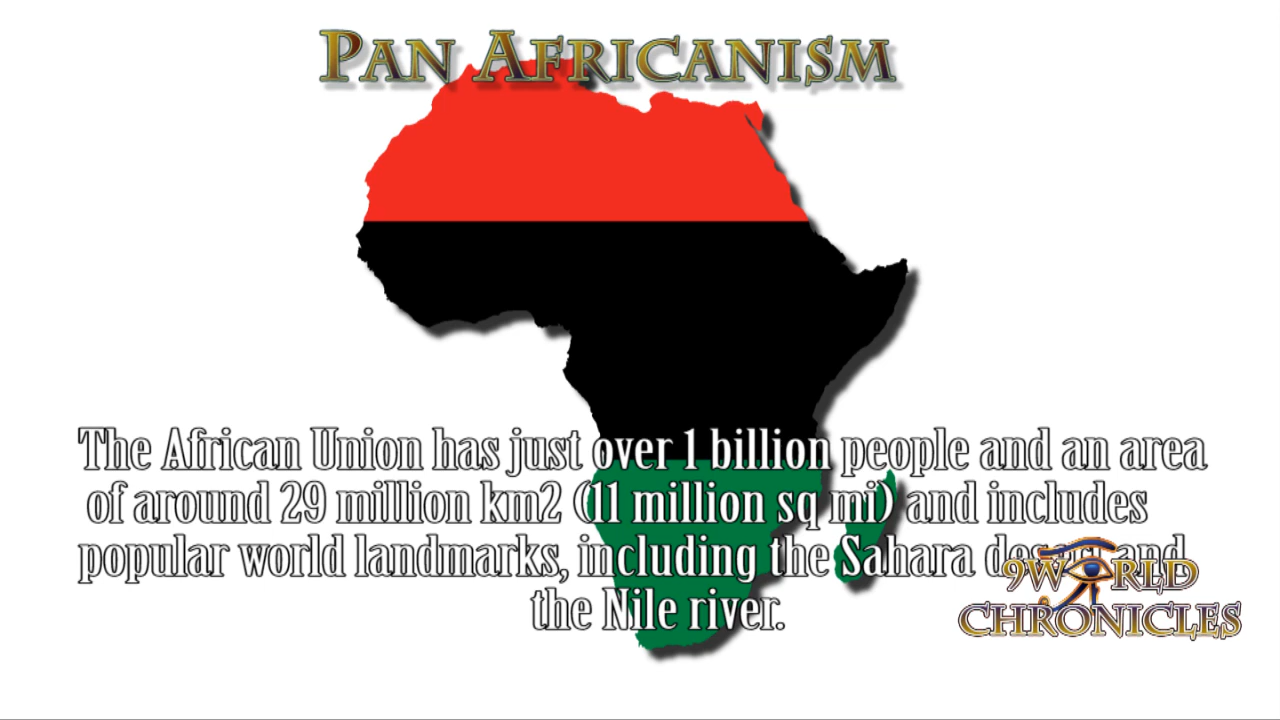 PAN AFRICANISM
The African Union has just over 1 billion people and an area
of around 29 million km2 (11 million sq mi) and includes
popular world landmarks, including the Sahara desert and
the Nile river.
9WORLD
CHRONICLES